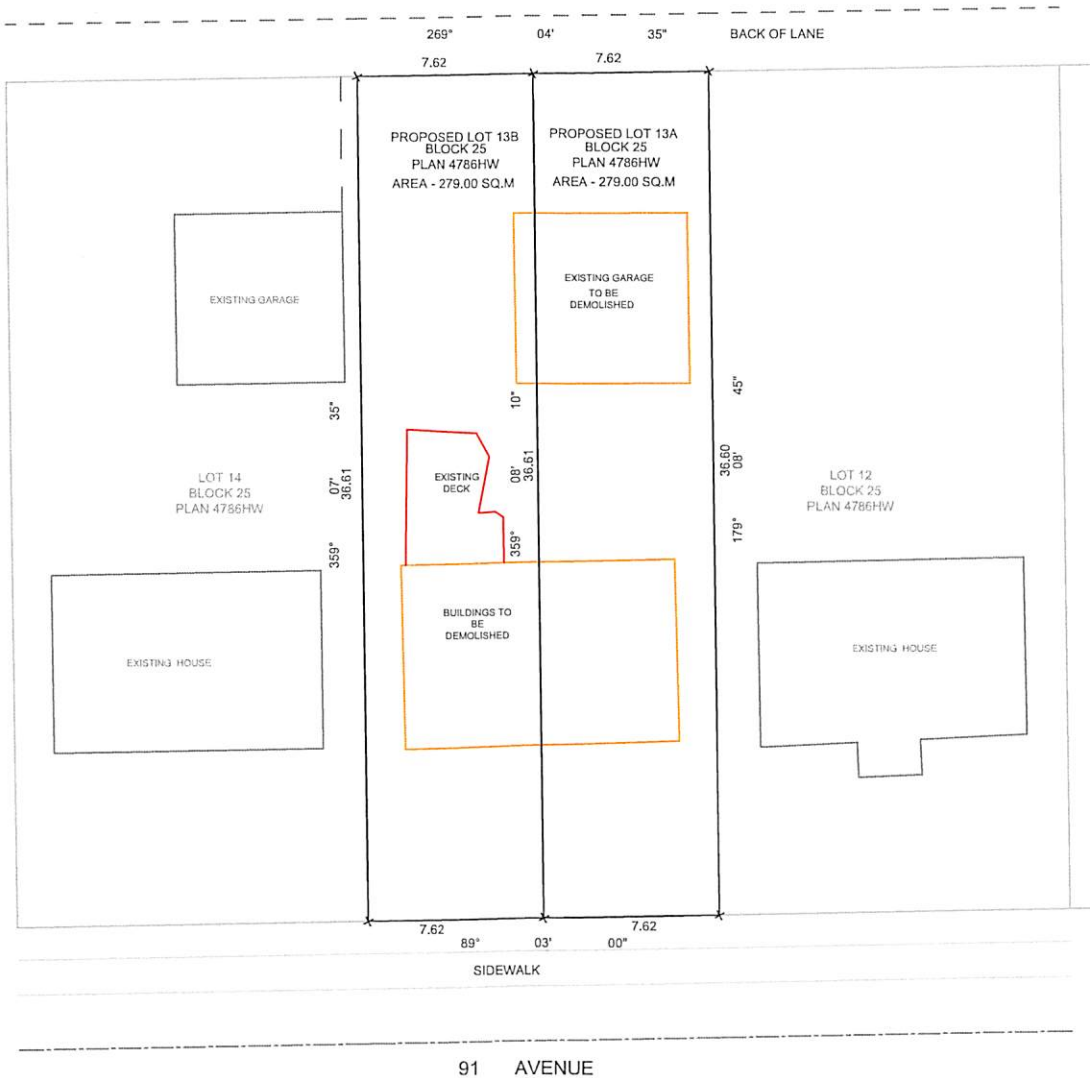 269° 04' 35" BACK OF LANE
7.62 7.62
PROPOSED LOT 13B
BLOCK 25
PLAN 4786HW
AREA - 279.00 SQ.M
PROPOSED LOT 13A
BLOCK 25
PLAN 4786HW
AREA - 279.00 SQ.M
EXISTING GARAGE
EXISTING GARAGE
TO BE
DEMOLISHED
359° 07' 35"
36.61
359° 08' 10"
36.61
179° 08' 45"
36.60
EXISTING
DECK
LOT 14
BLOCK 25
PLAN 4786HW
LOT 12
BLOCK 25
PLAN 4786HW
BUILDINGS TO
BE
DEMOLISHED
EXISTING HOUSE
EXISTING HOUSE
7.62 7.62
89° 03' 00"
SIDEWALK
91 AVENUE